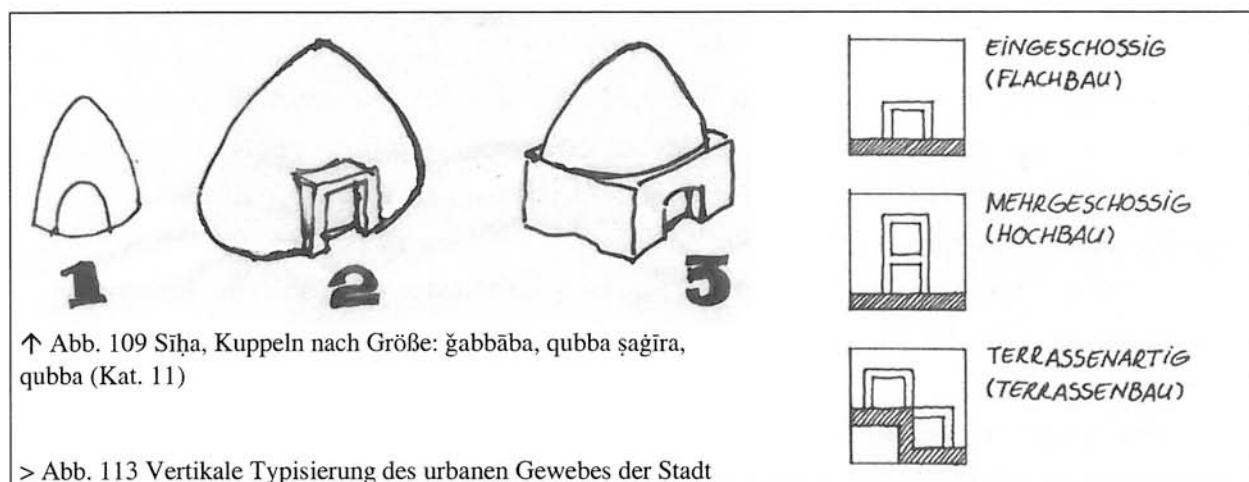 1 2 3
↑ Abb. 109 Sīḥa, Kuppeln nach Größe: ǧabbāba, qubba ṣaġīra,
qubba (Kat. 11)
> Abb. 113 Vertikale Typisierung des urbanen Gewebes der Stadt
EINGESCHOSSIG
(FLACHBAU)
MEHRGESCHOSSIG
(HOCHBAU)
TERRASSENARTIG
(TERRASSENBAU)